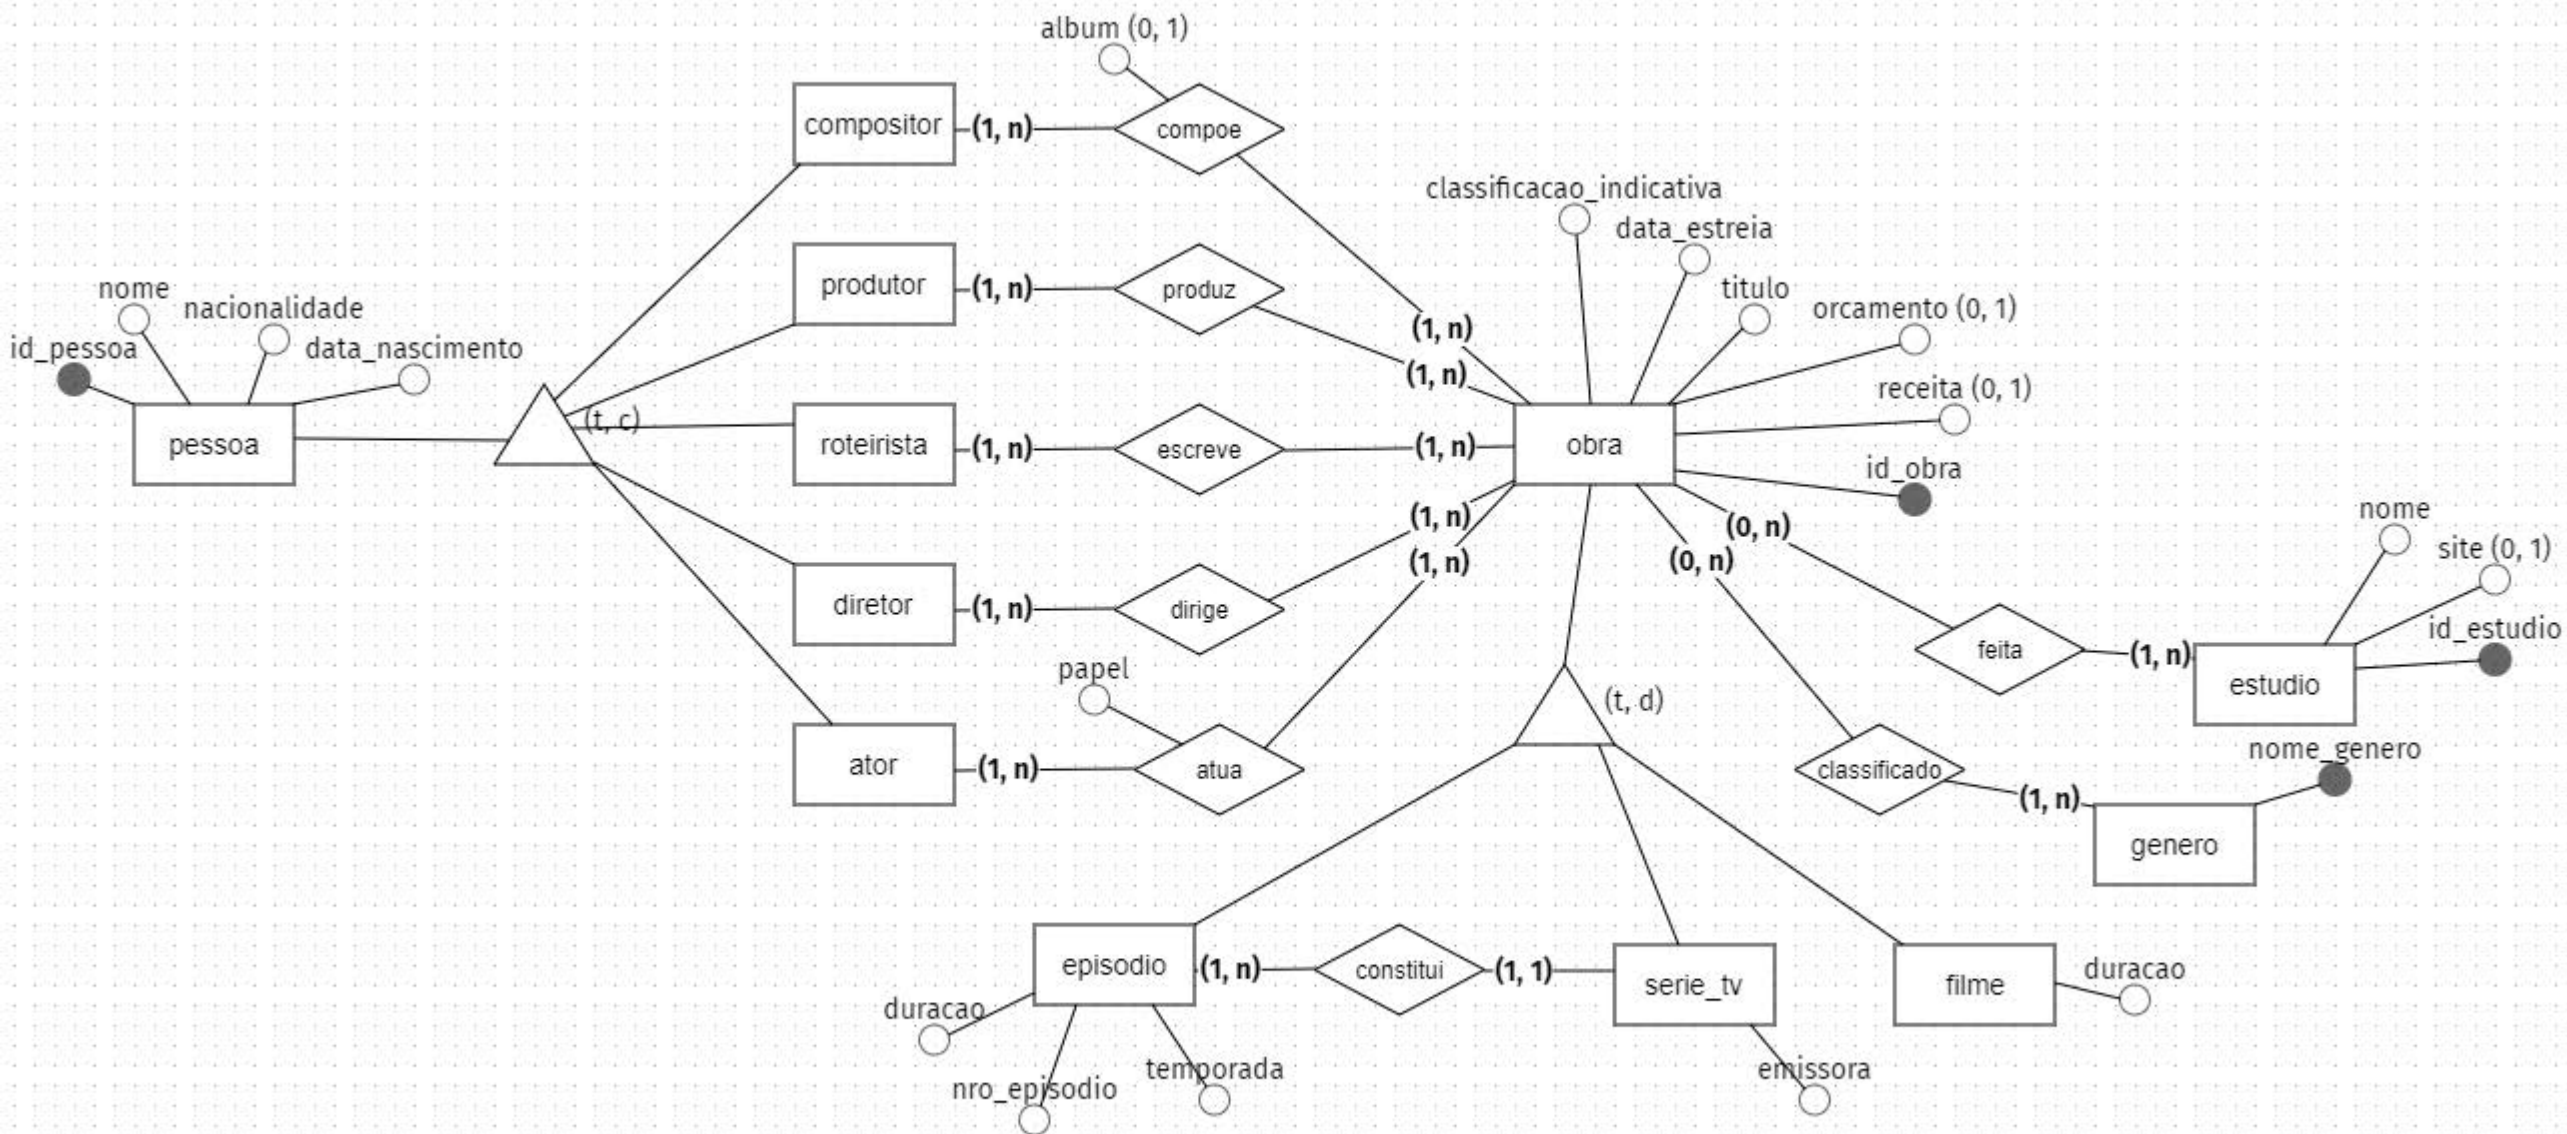 album (0, 1)
compositor
(1, n)
compoe
classificacao_indicativa
data_estreia
produtor
(1, n)
produz
nome
nacionalidade
titulo
orcamento (0, 1)
(1, n)
id_pessoa
data_nascimento
(1, n)
receita (0, 1)
(t, c)
pessoa
roteirista
(1, n)
escreve
(1, n)
obra
id_obra
(1, n)
(0, n)
nome
(1, n)
(0, n)
site (0, 1)
diretor
(1, n)
dirige
id_estudio
feita
(1, n)
papel
estudio
(t, d)
nome_genero
ator
(1, n)
atua
classificado
(1, n)
genero
episodio
(1, n)
constitui
(1, 1)
serie_tv
filme
duracao
duracao
nro_episodio
temporada
emissora